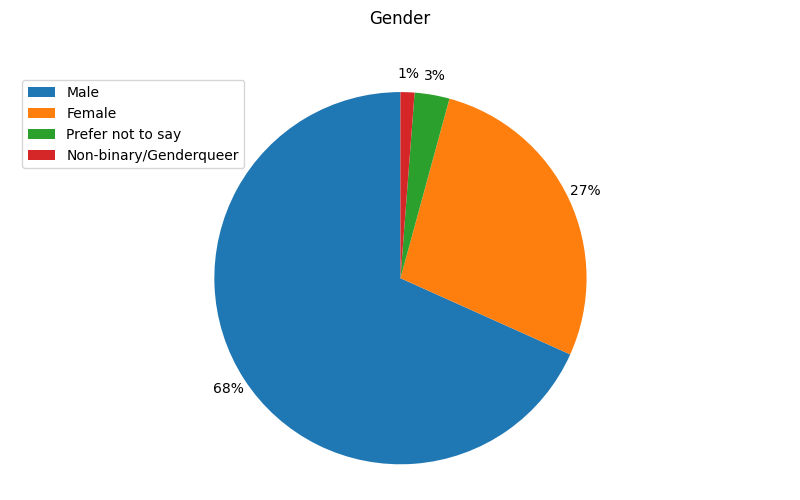 Gender
Male
Female
Prefer not to say
Non-binary/Genderqueer
1%
3%
27%
68%